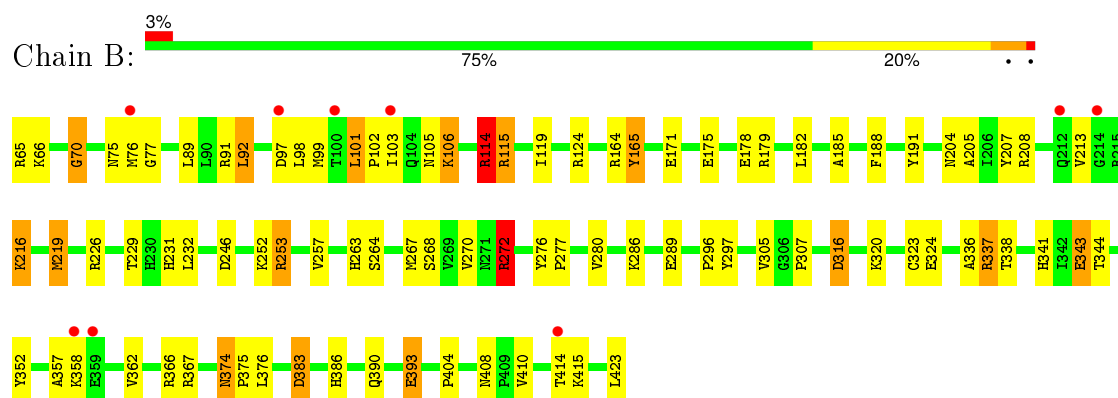 3%
Chain B:
75% 20% • •
R65 K66 G70 N75 M76 G77 L89 L90 R91 L92 D97 L98 M99 T100 L101 P102 I103 Q104 N105 K106 R114 R115 I119 R124 R164 Y165 E171 E175 E178 R179 L182 A185 F188 Y191 N204 A205 I206 Y207 R208 Q212 V213 G214 R215
K216 M219 R226 T229 H230 H231 L232 D246 K252 R253 V257 H263 S264 M267 S268 V269 V270 N271 R272 Y276 P277 V280 K286 E289 P296 Y297 V305 G306 P307 D316 K320 C323 E324 A336 R337 T338 H341 I342 E343 T344
Y352 A357 K358 E359 V362 R366 R367 N374 P375 L376 D383 H386 Q390 E393 P404 N408 P409 V410 T414 K415 L423